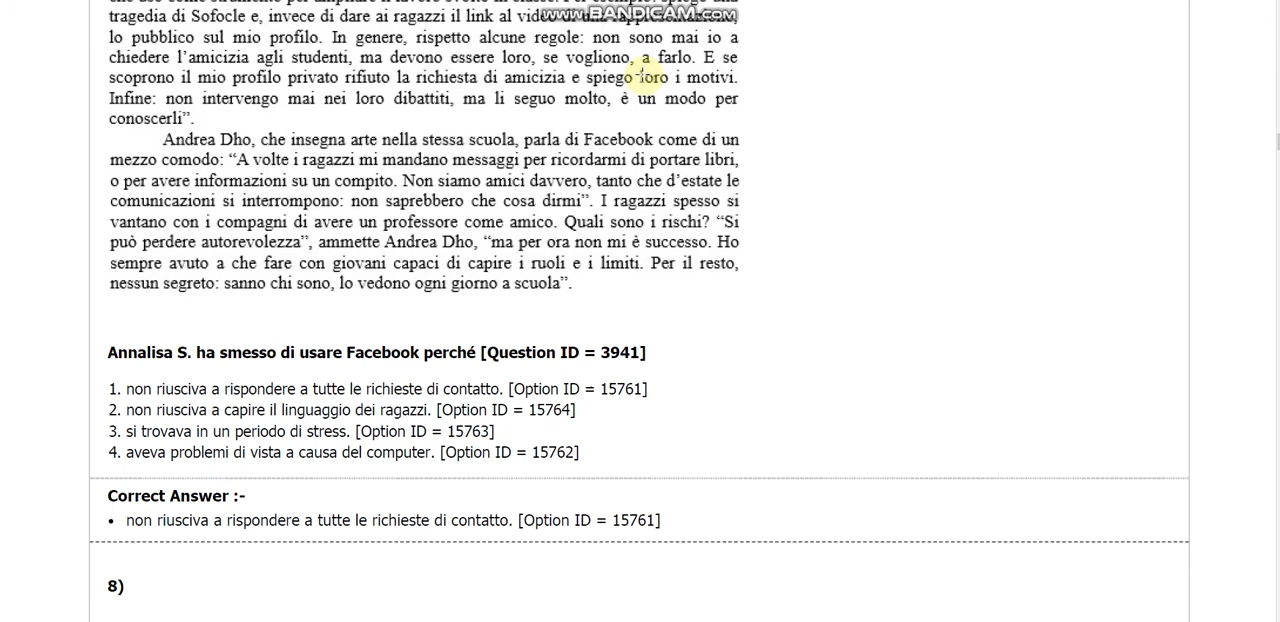 tragedia di Sofocle e, invece di dare ai ragazzi il link al video di una rappresentazione,
www.BANDICAM.com
lo pubblico sul mio profilo. In genere, rispetto alcune regole: non sono mai io a
chiedere l’amicizia agli studenti, ma devono essere loro, se vogliono, a farlo. E se
scoprono il mio profilo privato rifiuto la richiesta di amicizia e spiego loro i motivi.
Infine: non intervengo mai nei loro dibattiti, ma li seguo molto, è un modo per
conoscerli”.
Andrea Dho, che insegna arte nella stessa scuola, parla di Facebook come di un
mezzo comodo: “A volte i ragazzi mi mandano messaggi per ricordarmi di portare libri,
o per avere informazioni su un compito. Non siamo amici davvero, tanto che d’estate le
comunicazioni si interrompono: non saprebbero che cosa dirmi”. I ragazzi spesso si
vantano con i compagni di avere un professore come amico. Quali sono i rischi? “Si
può perdere autorevolezza”, ammette Andrea Dho, “ma per ora non mi è successo. Ho
sempre avuto a che fare con giovani capaci di capire i ruoli e i limiti. Per il resto,
nessun segreto: sanno chi sono, lo vedono ogni giorno a scuola”.
Annalisa S. ha smesso di usare Facebook perché [Question ID = 3941]
1. non riusciva a rispondere a tutte le richieste di contatto. [Option ID = 15761]
2. non riusciva a capire il linguaggio dei ragazzi. [Option ID = 15764]
3. si trovava in un periodo di stress. [Option ID = 15763]
4. aveva problemi di vista a causa del computer. [Option ID = 15762]
Correct Answer :-
• non riusciva a rispondere a tutte le richieste di contatto. [Option ID = 15761]
8)